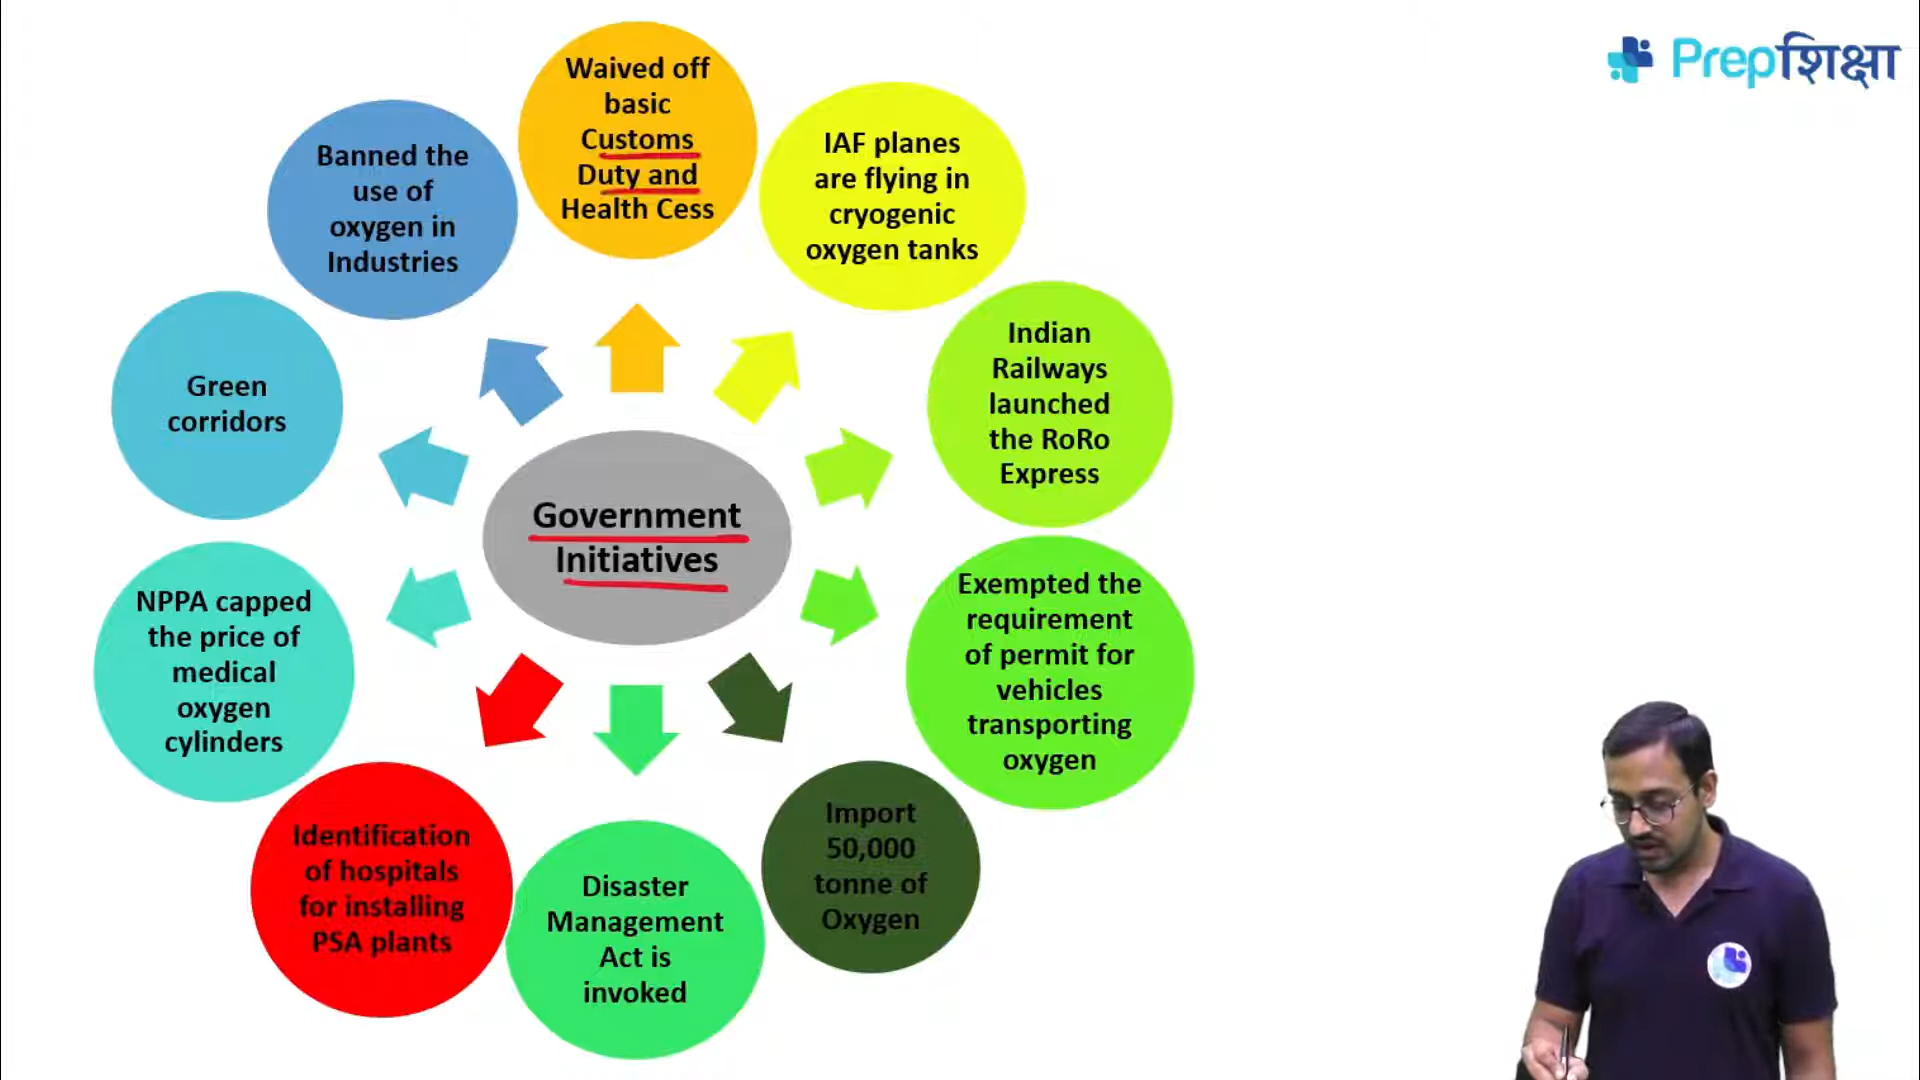 Prepशिक्षा
Waived off
basic
Customs
Duty and
Health Cess
IAF planes
are flying in
cryogenic
oxygen tanks
Indian
Railways
launched
the RoRo
Express
Exempted the
requirement
of permit for
vehicles
transporting
oxygen
Import
50,000
tonne of
Oxygen
Disaster
Management
Act is
invoked
Identification
of hospitals
for installing
PSA plants
NPPA capped
the price of
medical
oxygen
cylinders
Green
corridors
Banned the
use of
oxygen in
Industries
Government
Initiatives